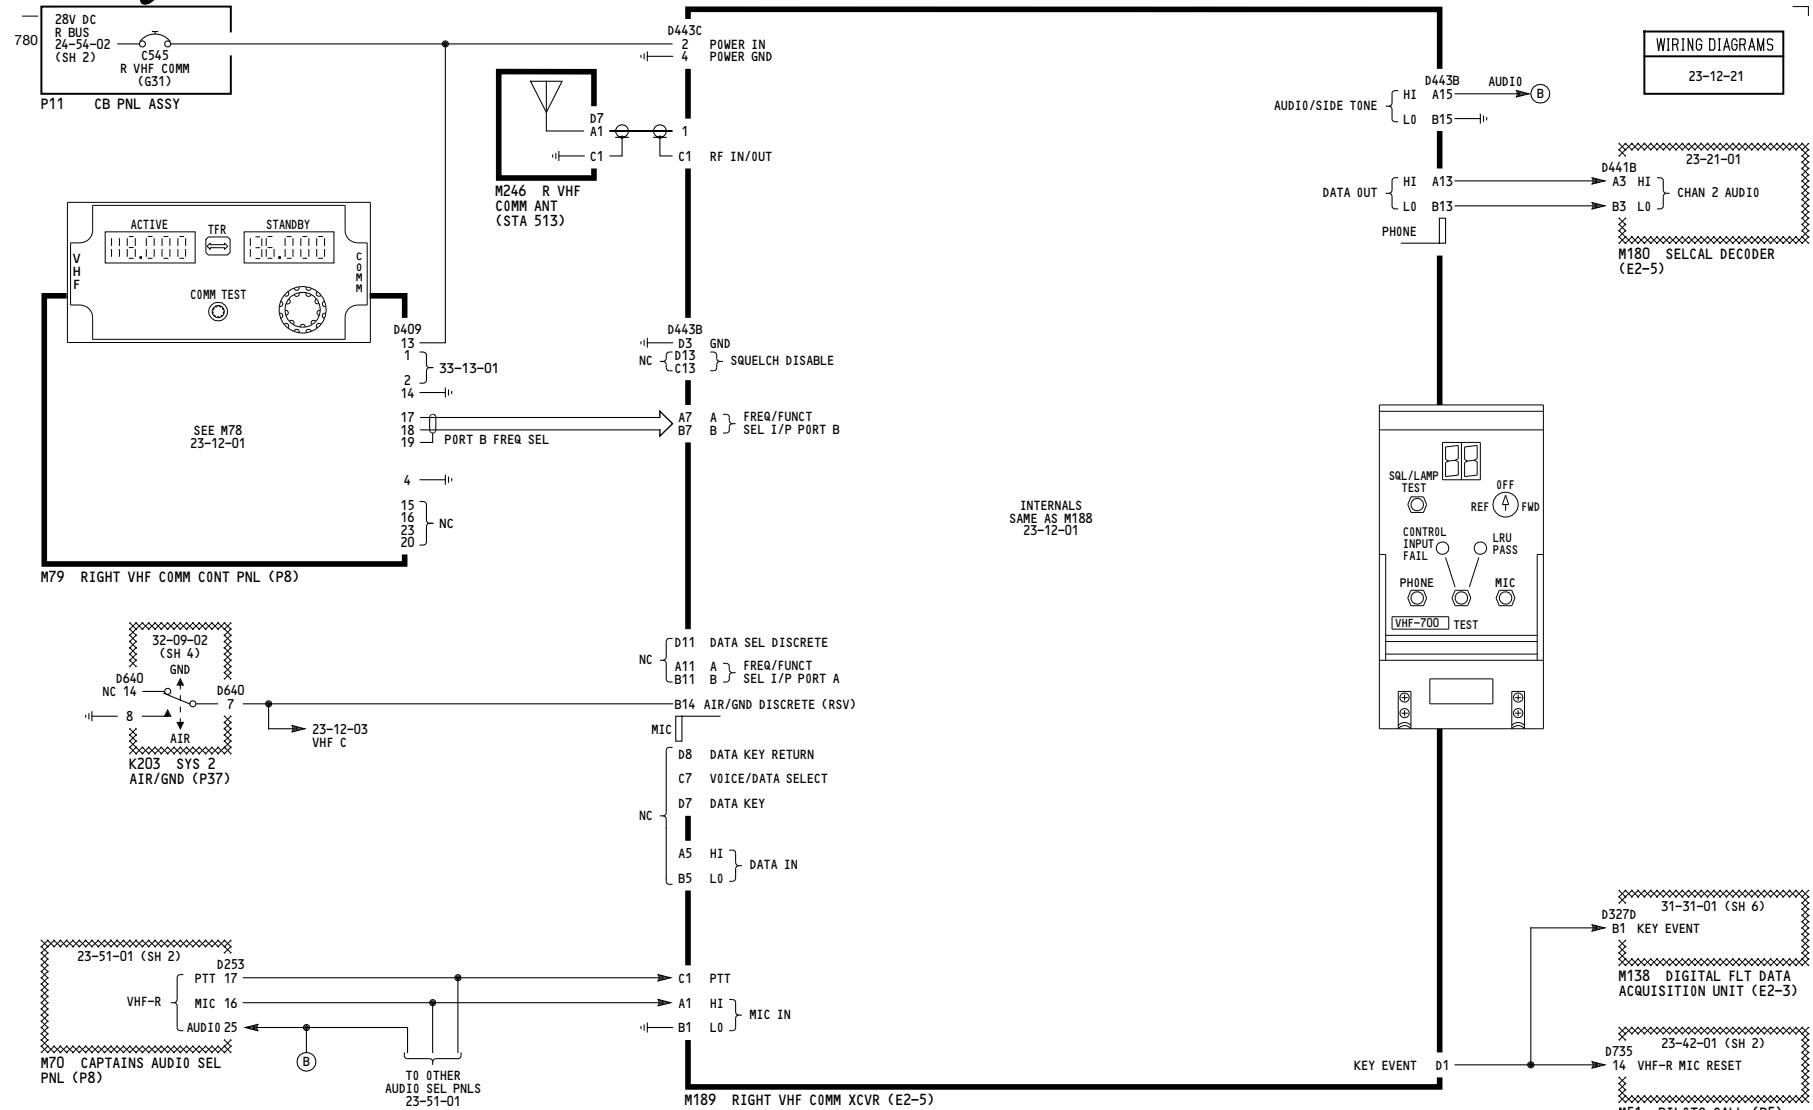 780
28V DC
R BUS
24-54-02
(SH 2)
C545
R VHF COMM
(G31)
P11 CB PNL ASSY
D443C
2 POWER IN
4 POWER GND
D7
A1
C1
1
C1 RF IN/OUT
M246 R VHF
COMM ANT
(STA 513)
WIRING DIAGRAMS
23-12-21
D443B
AUDIO
AUDIO/SIDE TONE
HI A15
B
LO B15
DATA OUT
HI A13
LO B13
PHONE
23-21-01
D441B
A3 HI
B3 LO
CHAN 2 AUDIO
M180 SELCAL DECODER
(E2-5)
VHF
ACTIVE
118.000
TFR
STANDBY
136.000
COMM
COMM TEST
D409
13
1
2
33-13-01
14
17
18
19
PORT B FREQ SEL
4
15
16
23
20
NC
SEE M78
23-12-01
M79 RIGHT VHF COMM CONT PNL (P8)
D443B
D3 GND
NC
D13
C13
SQUELCH DISABLE
A7 A
B7 B
FREQ/FUNCT
SEL I/P PORT B
INTERNALS
SAME AS M188
23-12-01
SQL/LAMP
TEST
OFF
REF
FWD
CONTROL
INPUT
FAIL
LRU
PASS
PHONE
MIC
VHF-700 TEST
32-09-02
(SH 4)
GND
D640
NC 14
D640
7
8
AIR
K203 SYS 2
AIR/GND (P37)
23-12-03
VHF C
NC
D11 DATA SEL DISCRETE
A11 A
B11 B
FREQ/FUNCT
SEL I/P PORT A
B14 AIR/GND DISCRETE (RSV)
MIC
D8 DATA KEY RETURN
C7 VOICE/DATA SELECT
D7 DATA KEY
NC
A5 HI
B5 LO
DATA IN
23-51-01 (SH 2)
D253
VHF-R
PTT 17
MIC 16
AUDIO 25
M70 CAPTAINS AUDIO SEL
PNL (P8)
B
TO OTHER
AUDIO SEL PNLS
23-51-01
C1 PTT
A1 HI
B1 LO
MIC IN
M189 RIGHT VHF COMM XCVR (E2-5)
KEY EVENT D1
31-31-01 (SH 6)
D327D
B1 KEY EVENT
M138 DIGITAL FLT DATA
ACQUISITION UNIT (E2-3)
23-42-01 (SH 2)
D735
14 VHF-R MIC RESET